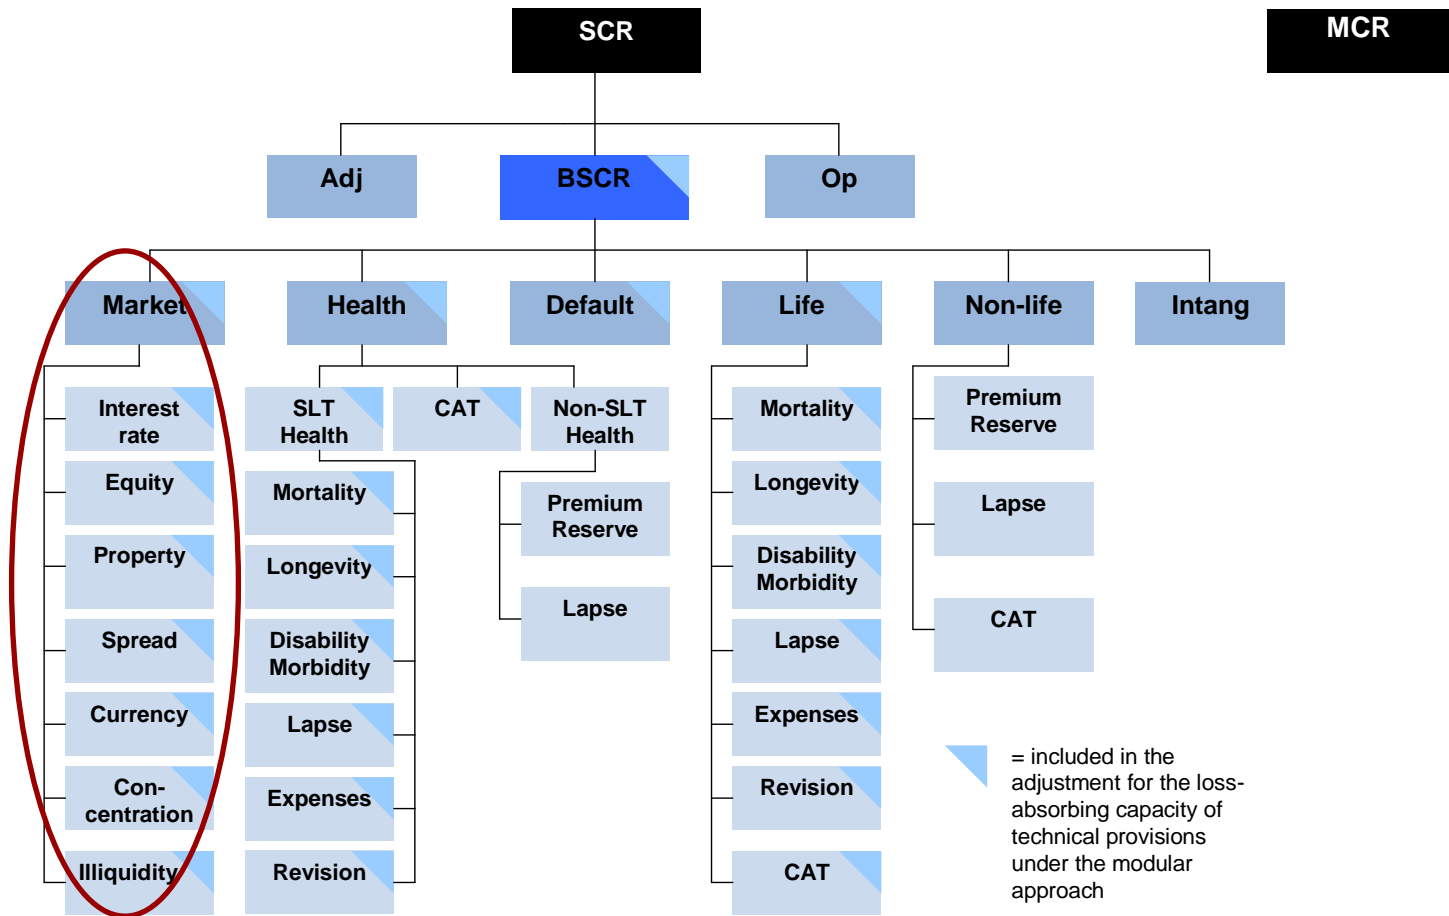 SCR
MCR
Adj
BSCR
Op
Market
Health
Default
Life
Non-life
Intang
Interest
rate
Equity
Property
Spread
Currency
Con-
centration
Illiquidity
SLT
Health
CAT
Non-SLT
Health
Mortality
Longevity
Disability
Morbidity
Lapse
Expenses
Revision
Premium
Reserve
Lapse
Mortality
Longevity
Disability
Morbidity
Lapse
Expenses
Revision
CAT
Premium
Reserve
Lapse
CAT
= included in the
adjustment for the loss-
absorbing capacity of
technical provisions
under the modular
approach